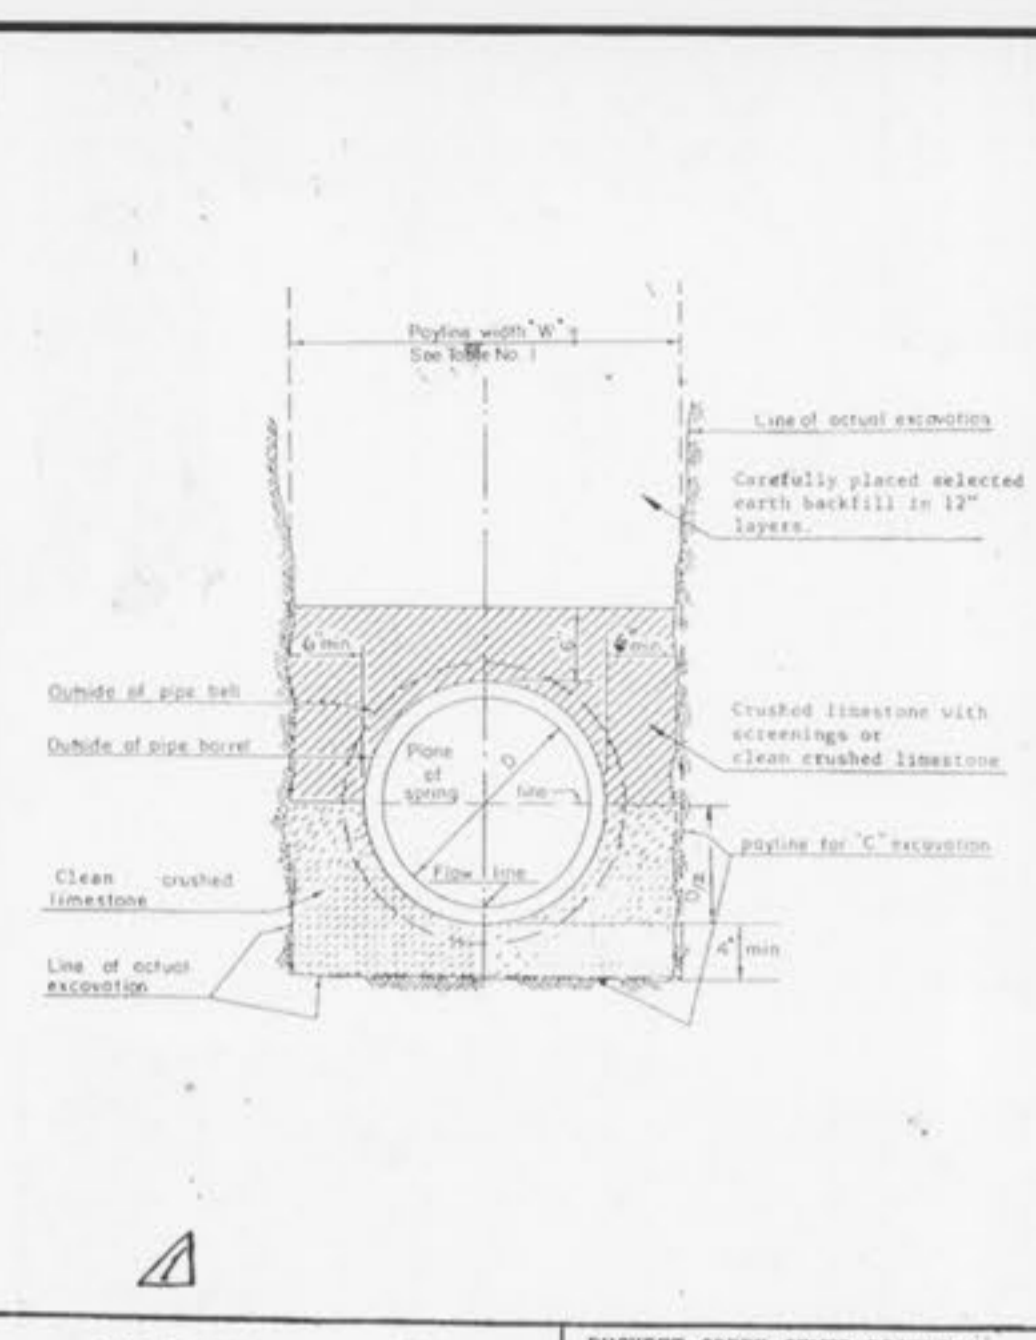 Payline width "W"
See Table No. 1
Line of actual excavation
Carefully placed selected
earth backfill in 12"
layers.
6" min.
6"
6" min.
Outside of pipe bell
Outside of pipe barrel
Crushed limestone with
screenings or
clean crushed limestone
Plane
of
spring line
D
Flow line
payline for "C" excavation
Clean crushed
limestone
D/2
4" min
Line of actual
excavation
1